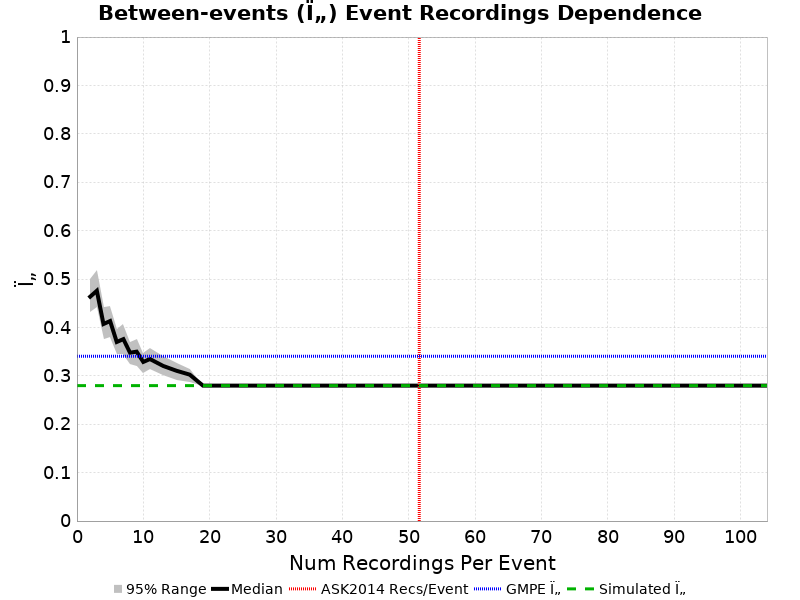 Between-events (Ï„) Event Recordings Dependence
1
0.9
0.8
0.7
0.6
0.5
0.4
0.3
0.2
0.1
0
Ï„
0 10 20 30 40 50 60 70 80 90 100
Num Recordings Per Event
95% Range Median ASK2014 Recs/Event GMPE Ï„ Simulated Ï„